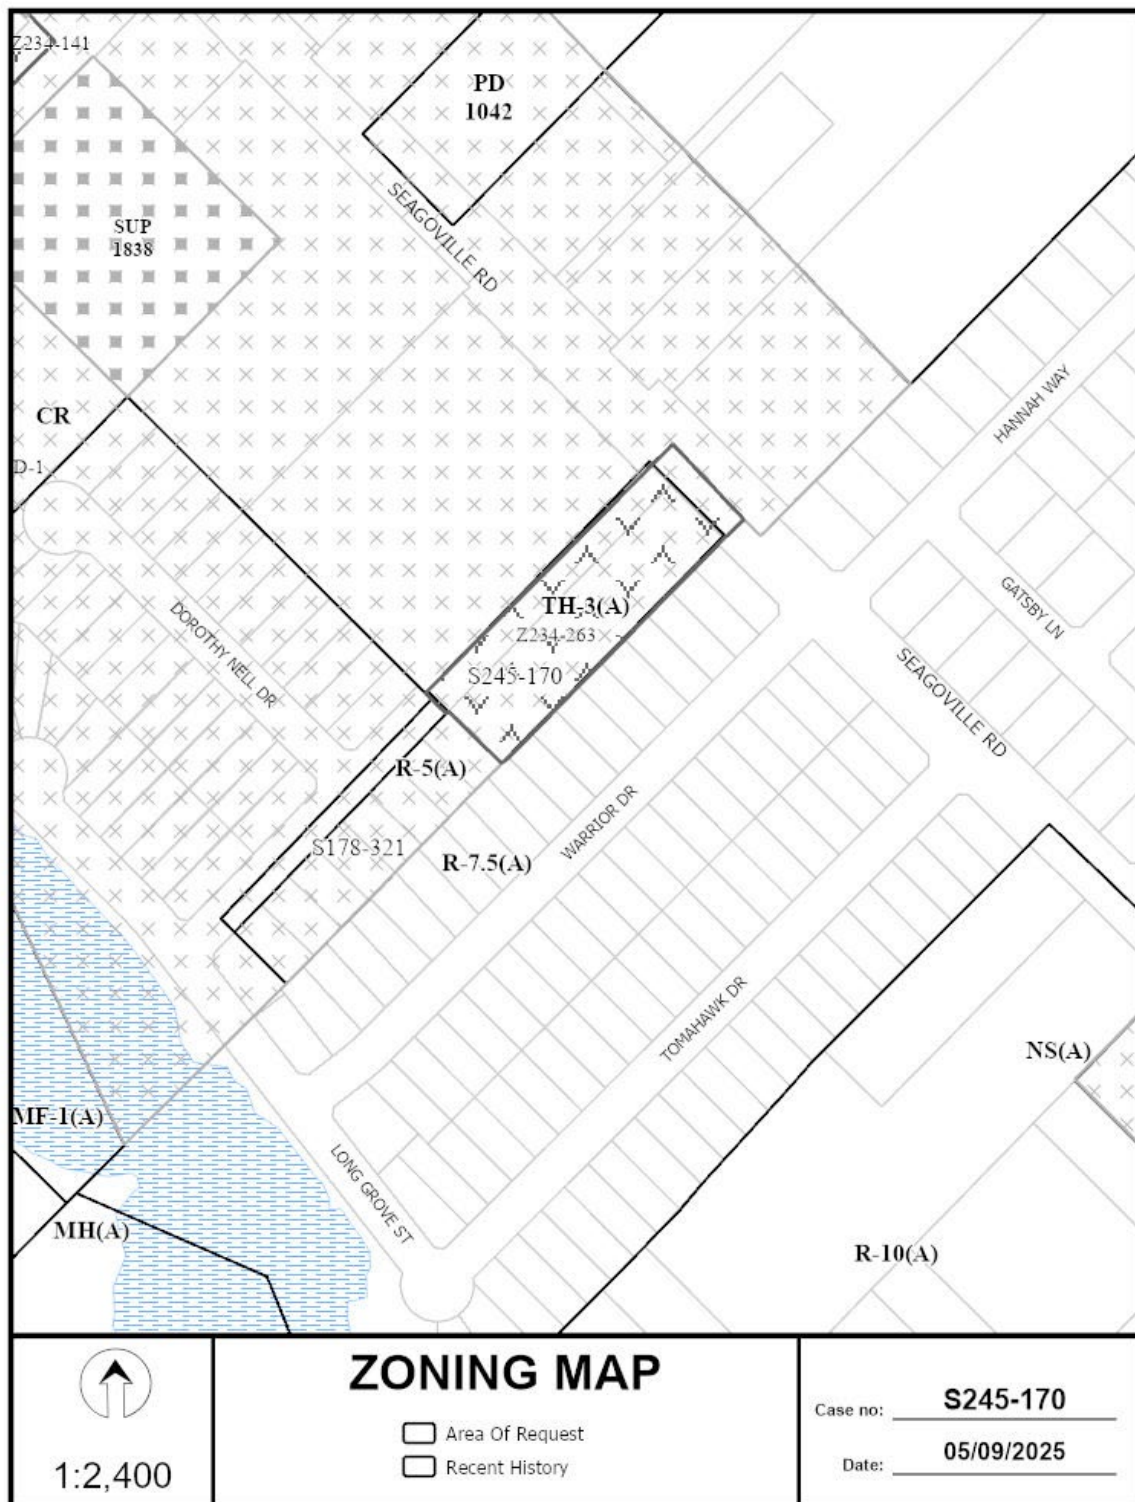 Z234-141
PD
1042
SEAGOVILLE RD
SUP
1838
CR
D-1
HANNAH WAY
GATSBY LN
TH-3(A)
Z234-263
S245-170
DOROTHY NELL DR
SEAGOVILLE RD
R-5(A)
S178-321
R-7.5(A)
WARRIOR DR
TOMAHAWK DR
NS(A)
MF-1(A)
LONG GROVE ST
MH(A)
R-10(A)
1:2,400
ZONING MAP
Area Of Request
Recent History
Case no: S245-170
Date: 05/09/2025